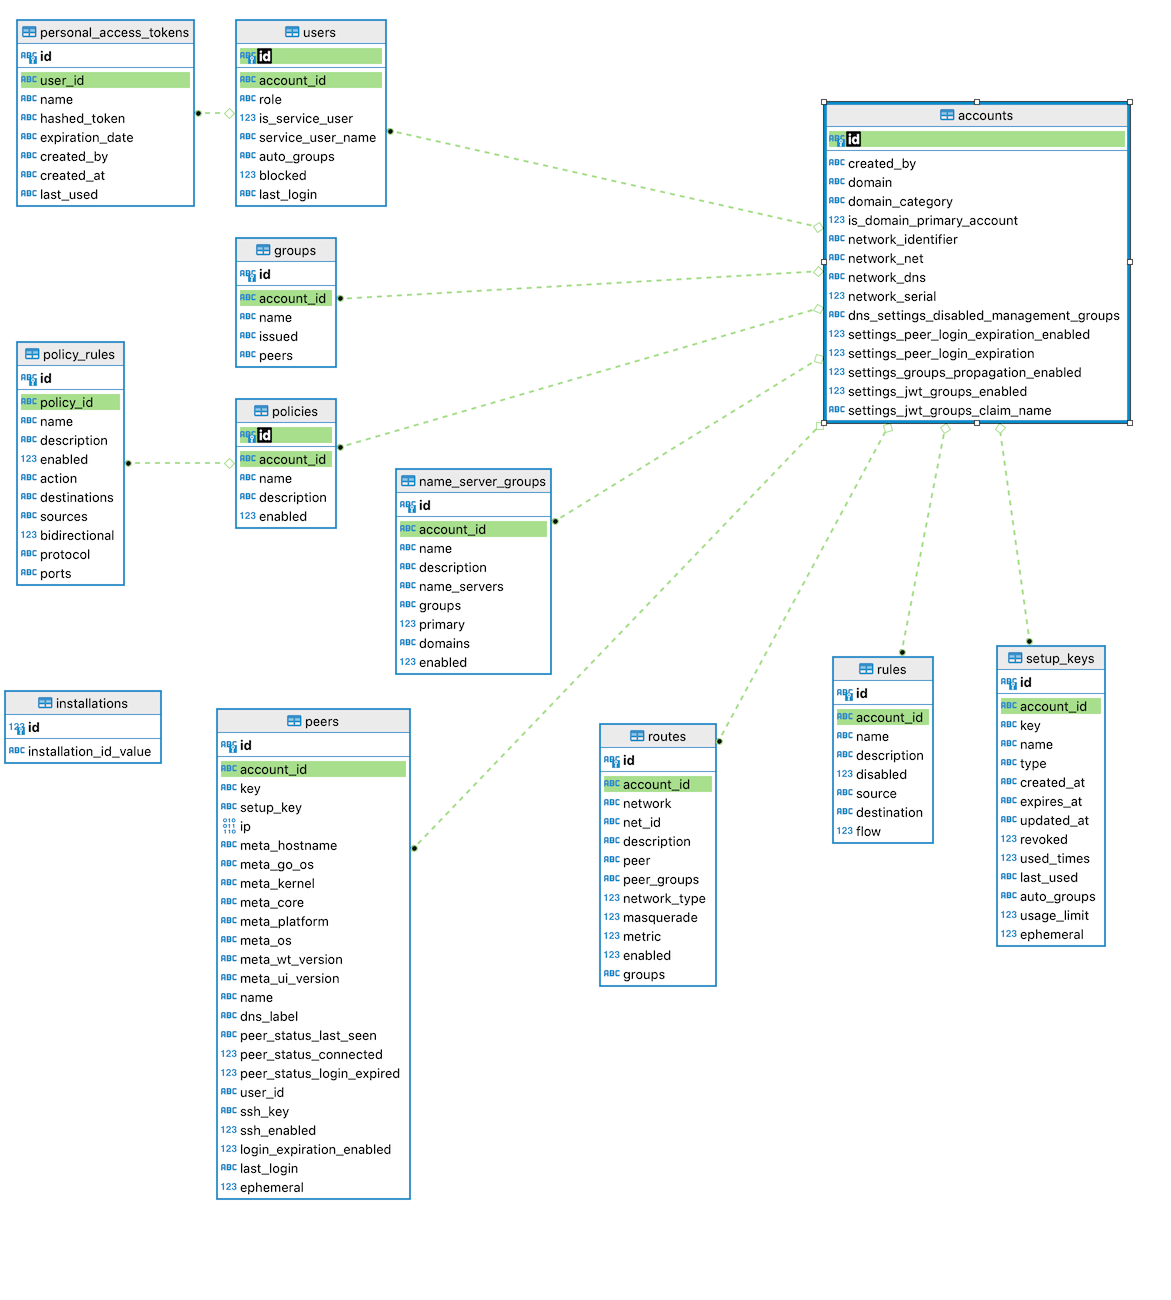 personal_access_tokens
id
user_id
name
hashed_token
expiration_date
created_by
created_at
last_used
users
id
account_id
role
is_service_user
service_user_name
auto_groups
blocked
last_login
accounts
id
created_by
domain
domain_category
is_domain_primary_account
network_identifier
network_net
network_dns
network_serial
dns_settings_disabled_management_groups
settings_peer_login_expiration_enabled
settings_peer_login_expiration
settings_groups_propagation_enabled
settings_jwt_groups_enabled
settings_jwt_groups_claim_name
groups
id
account_id
name
issued
peers
policy_rules
id
policy_id
name
description
enabled
action
destinations
sources
bidirectional
protocol
ports
policies
id
account_id
name
description
enabled
name_server_groups
id
account_id
name
description
name_servers
groups
primary
domains
enabled
installations
id
installation_id_value
peers
id
account_id
key
setup_key
ip
meta_hostname
meta_go_os
meta_kernel
meta_core
meta_platform
meta_os
meta_wt_version
meta_ui_version
name
dns_label
peer_status_last_seen
peer_status_connected
peer_status_login_expired
user_id
ssh_key
ssh_enabled
login_expiration_enabled
last_login
ephemeral
routes
id
account_id
network
net_id
description
peer
peer_groups
network_type
masquerade
metric
enabled
groups
rules
id
account_id
name
description
disabled
source
destination
flow
setup_keys
id
account_id
key
name
type
created_at
expires_at
updated_at
revoked
used_times
last_used
auto_groups
usage_limit
ephemeral